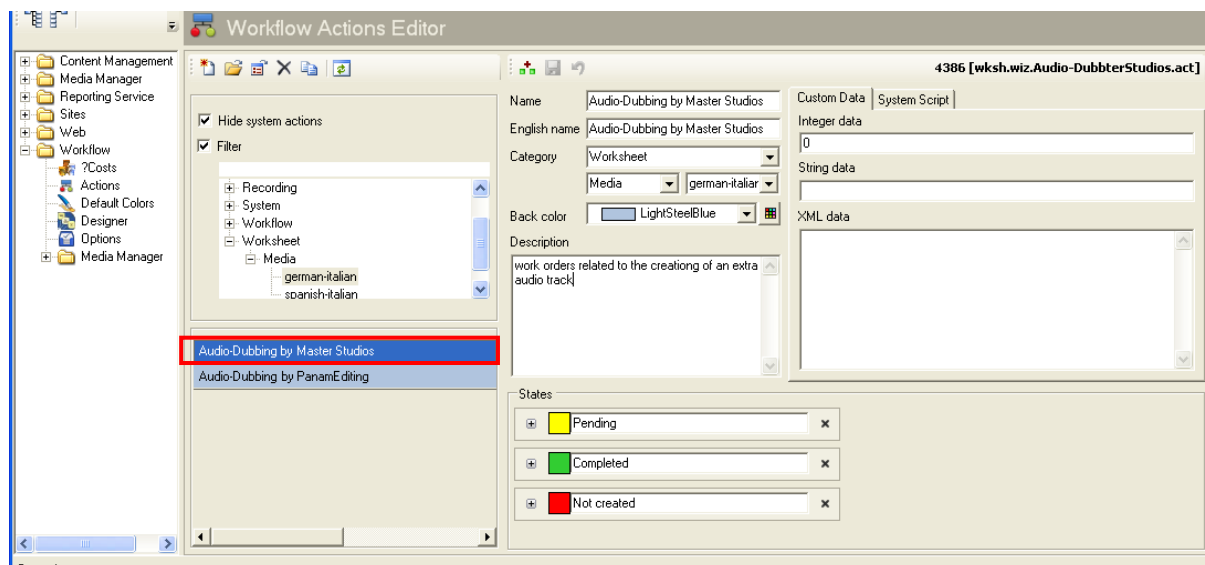 Workflow Actions Editor
Content Management
Media Manager
Reporting Service
Sites
Web
Workflow
?Costs
Actions
Default Colors
Designer
Options
Media Manager
Hide system actions
Filter
Recording
System
Workflow
Worksheet
Media
german-italian
spanish-italian
Audio-Dubbing by Master Studios
Audio-Dubbing by PanamEditing
4386 [wksh.wiz.Audio-DubbterStudios.act]
Name Audio-Dubbing by Master Studios
English name Audio-Dubbing by Master Studios
Category Worksheet
Media german-italiar
Back color LightSteelBlue
Description
work orders related to the creationg of an extra
audio track
Custom Data System Script
Integer data
0
String data
XML data
States
Pending
Completed
Not created